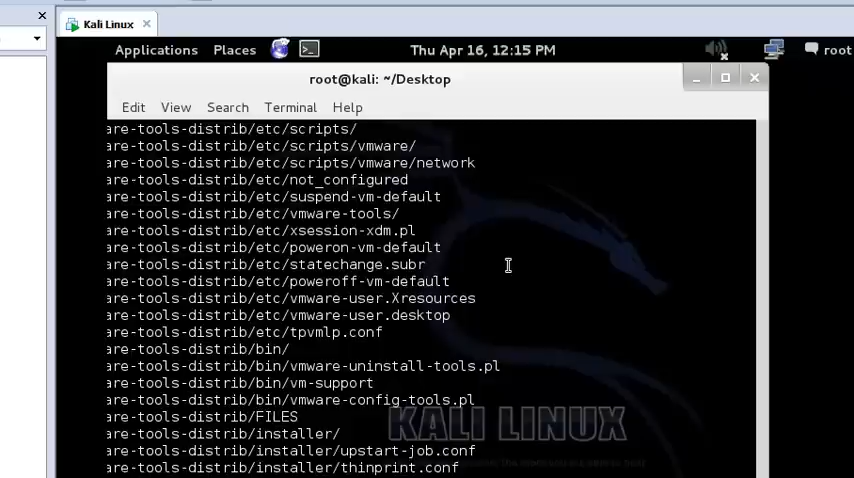 Kali Linux
Applications Places Thu Apr 16, 12:15 PM root
root@kali: ~/Desktop
Edit View Search Terminal Help
are-tools-distrib/etc/scripts/
are-tools-distrib/etc/scripts/vmware/
are-tools-distrib/etc/scripts/vmware/network
are-tools-distrib/etc/not_configured
are-tools-distrib/etc/suspend-vm-default
are-tools-distrib/etc/vmware-tools/
are-tools-distrib/etc/xsession-xdm.pl
are-tools-distrib/etc/poweron-vm-default
are-tools-distrib/etc/statechange.subr
are-tools-distrib/etc/poweroff-vm-default
are-tools-distrib/etc/vmware-user.Xresources
are-tools-distrib/etc/vmware-user.desktop
are-tools-distrib/etc/tpvmlp.conf
are-tools-distrib/bin/
are-tools-distrib/bin/vmware-uninstall-tools.pl
are-tools-distrib/bin/vm-support
are-tools-distrib/bin/vmware-config-tools.pl
are-tools-distrib/FILES
KALI LINUX
are-tools-distrib/installer/
are-tools-distrib/installer/upstart-job.conf
are-tools-distrib/installer/thinprint.conf